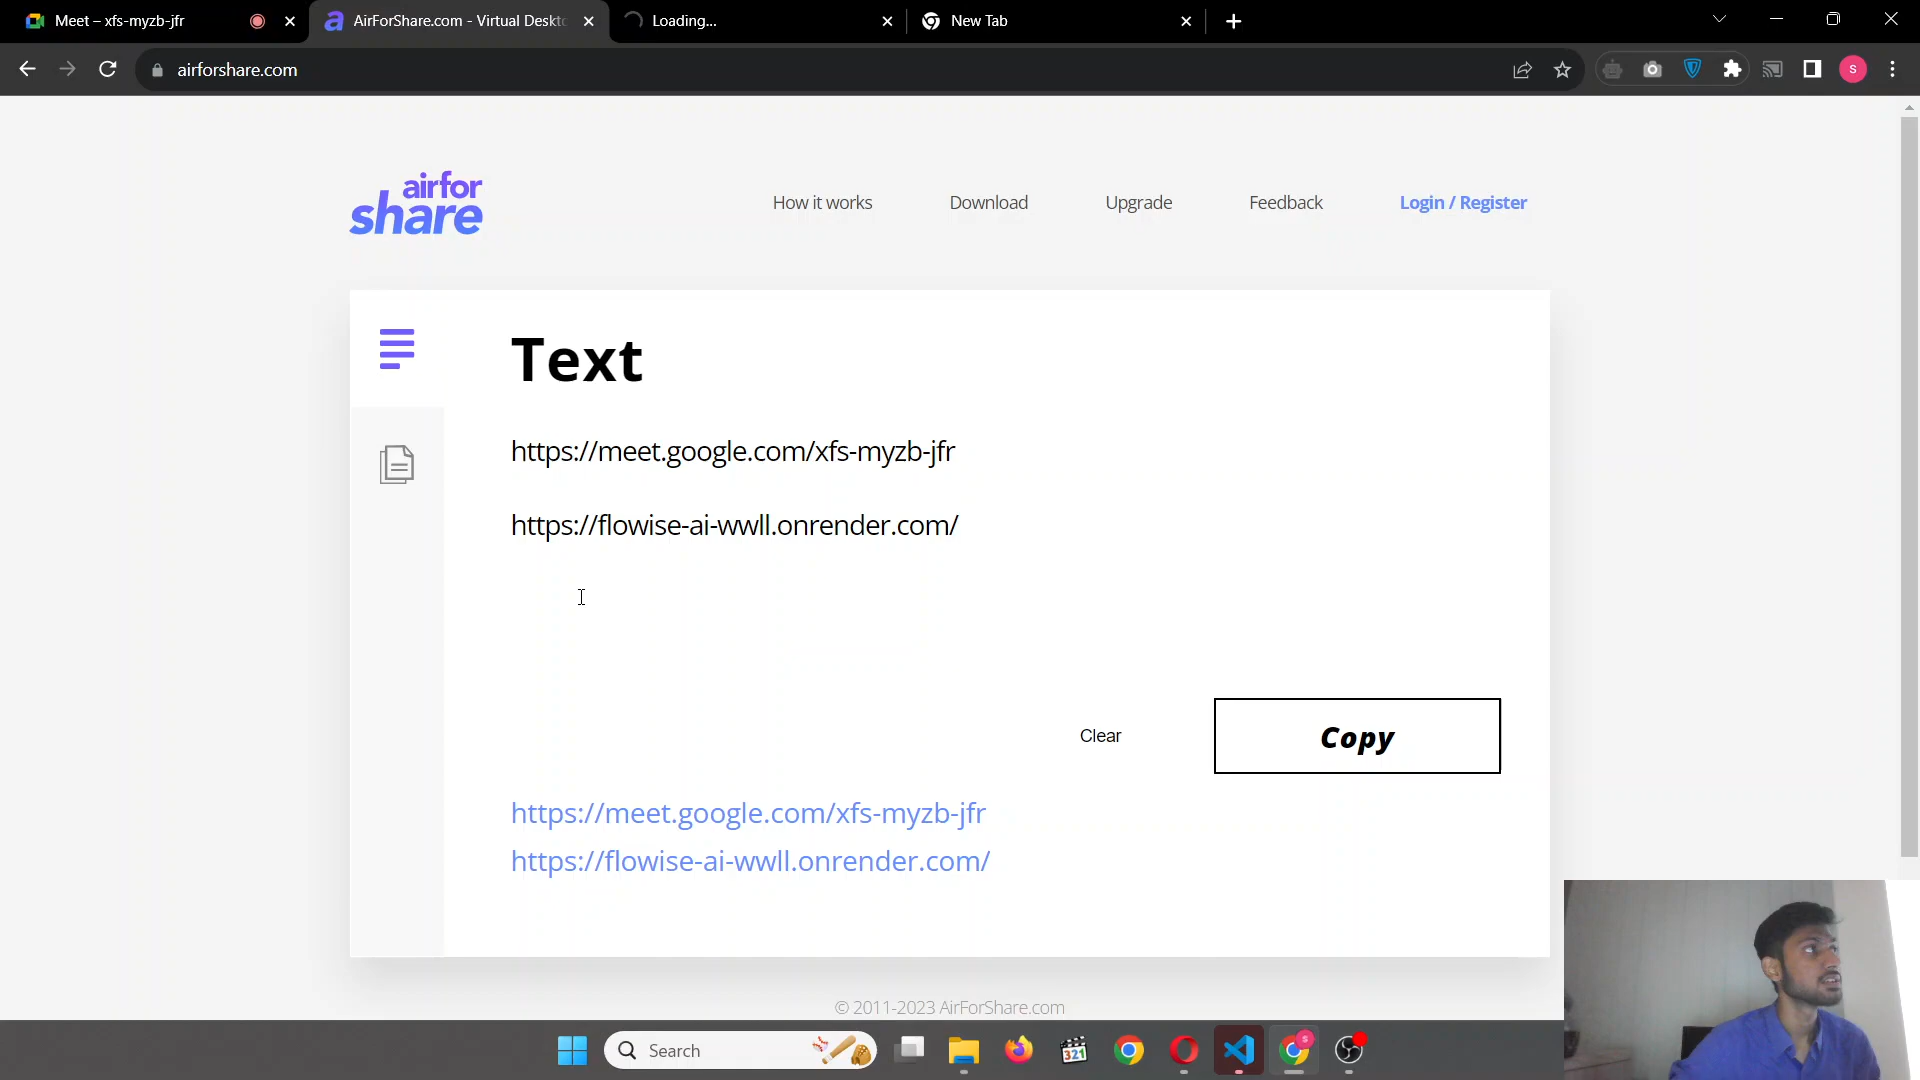 Meet – xfs-myzb-jfr
AirForShare.com - Virtual Deskto
Loading...
New Tab
airforshare.com
s
airfor
share
How it works
Download
Upgrade
Feedback
Login / Register
Text
https://meet.google.com/xfs-myzb-jfr
https://flowise-ai-wwll.onrender.com/
Clear
Copy
https://meet.google.com/xfs-myzb-jfr
https://flowise-ai-wwll.onrender.com/
© 2011-2023 AirForShare.com
Search
321
s